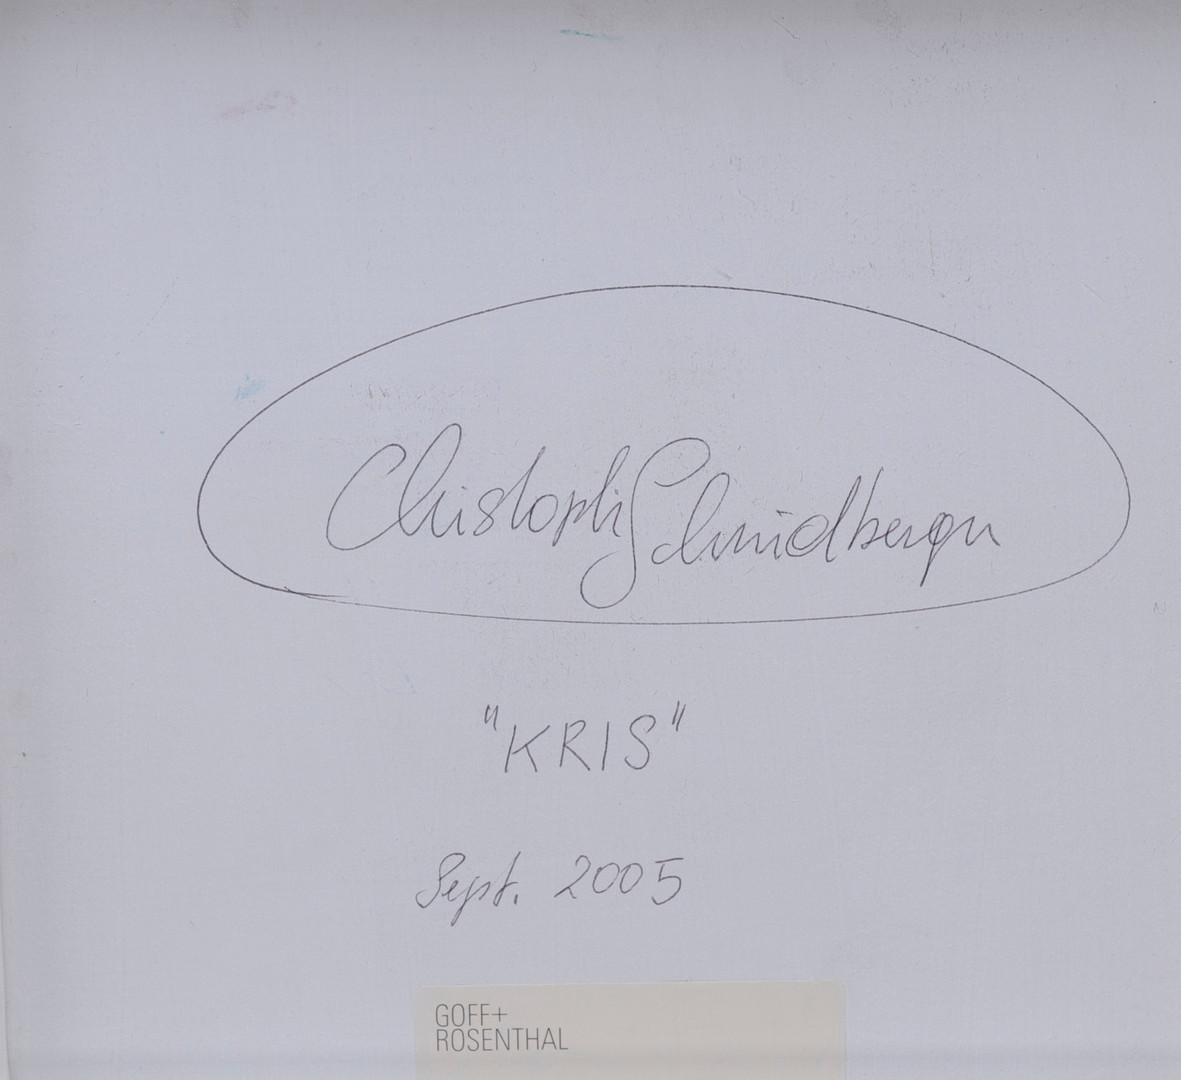 Christoph Schmidberger
"KRIS"
Sept. 2005
GOFF+
ROSENTHAL